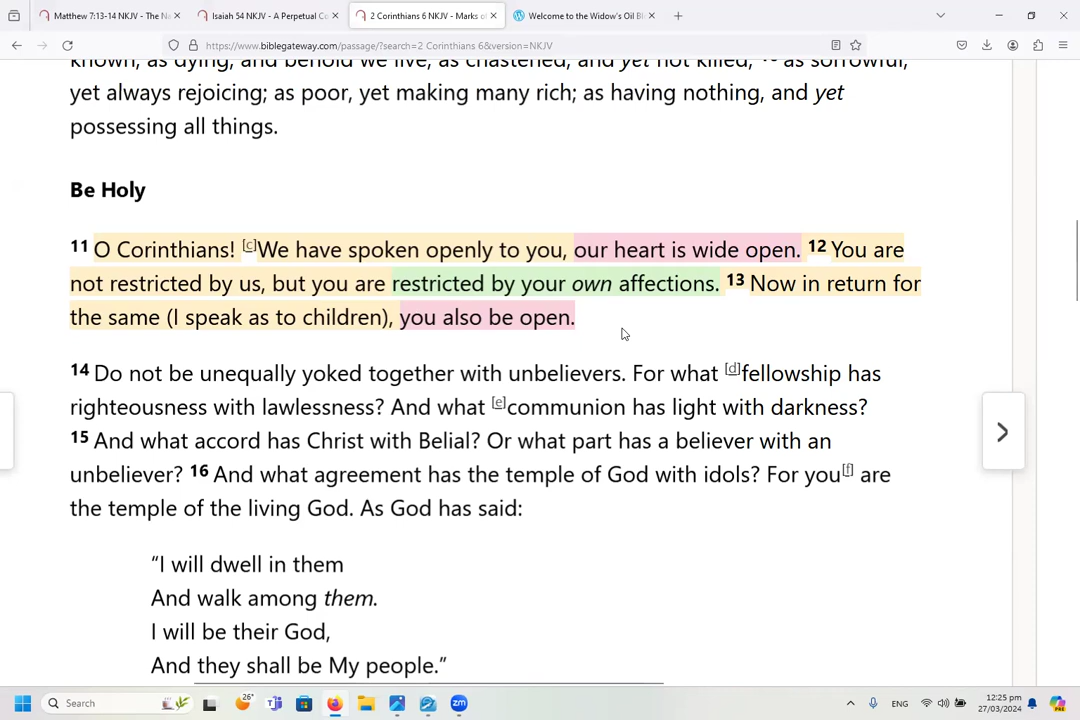 Matthew 7:13-14 NKJV - The Na
Isaiah 54 NKJV - A Perpetual Co
2 Corinthians 6 NKJV - Marks of
Welcome to the Widow's Oil Bl
https://www.biblegateway.com/passage/?search=2 Corinthians 6&version=NKJV
known; as dying, and behold we live; as chastened, and yet not killed; 10 as sorrowful,
yet always rejoicing; as poor, yet making many rich; as having nothing, and yet
possessing all things.
Be Holy
11 O Corinthians! [c]We have spoken openly to you, our heart is wide open. 12 You are
not restricted by us, but you are restricted by your own affections. 13 Now in return for
the same (I speak as to children), you also be open.
14 Do not be unequally yoked together with unbelievers. For what [d]fellowship has
righteousness with lawlessness? And what [e]communion has light with darkness?
15 And what accord has Christ with Belial? Or what part has a believer with an
unbeliever? 16 And what agreement has the temple of God with idols? For you[f] are
the temple of the living God. As God has said:
“I will dwell in them
And walk among them.
I will be their God,
And they shall be My people.”
Search
26°
zm
ENG
12:25 pm
27/03/2024
PRE